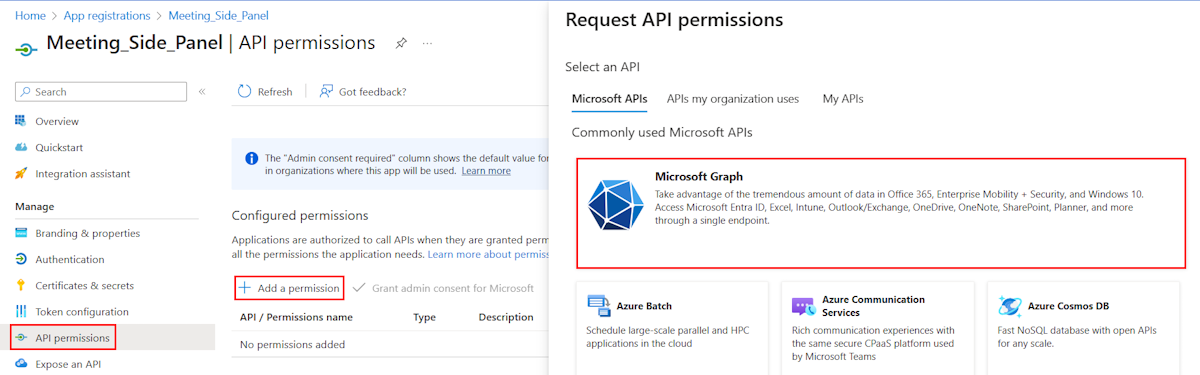 Home > App registrations > Meeting_Side_Panel
Meeting_Side_Panel | API permissions
Search
Overview
Quickstart
Integration assistant
Manage
Branding & properties
Authentication
Certificates & secrets
Token configuration
API permissions
Expose an API
Refresh
Got feedback?
The "Admin consent required" column shows the default value for
in organizations where this app will be used. Learn more
Configured permissions
Applications are authorized to call APIs when they are granted perm
all the permissions the application needs. Learn more about permiss
Add a permission
Grant admin consent for Microsoft
API / Permissions name Type Description
No permissions added
Request API permissions
Select an API
Microsoft APIs APIs my organization uses My APIs
Commonly used Microsoft APIs
Microsoft Graph
Take advantage of the tremendous amount of data in Office 365, Enterprise Mobility + Security, and Windows 10.
Access Microsoft Entra ID, Excel, Intune, Outlook/Exchange, OneDrive, OneNote, SharePoint, Planner, and more
through a single endpoint.
Azure Batch
Schedule large-scale parallel and HPC
applications in the cloud
Azure Communication
Services
Rich communication experiences with
the same secure CPaaS platform used
by Microsoft Teams
Azure Cosmos DB
Fast NoSQL database with open APIs
for any scale.